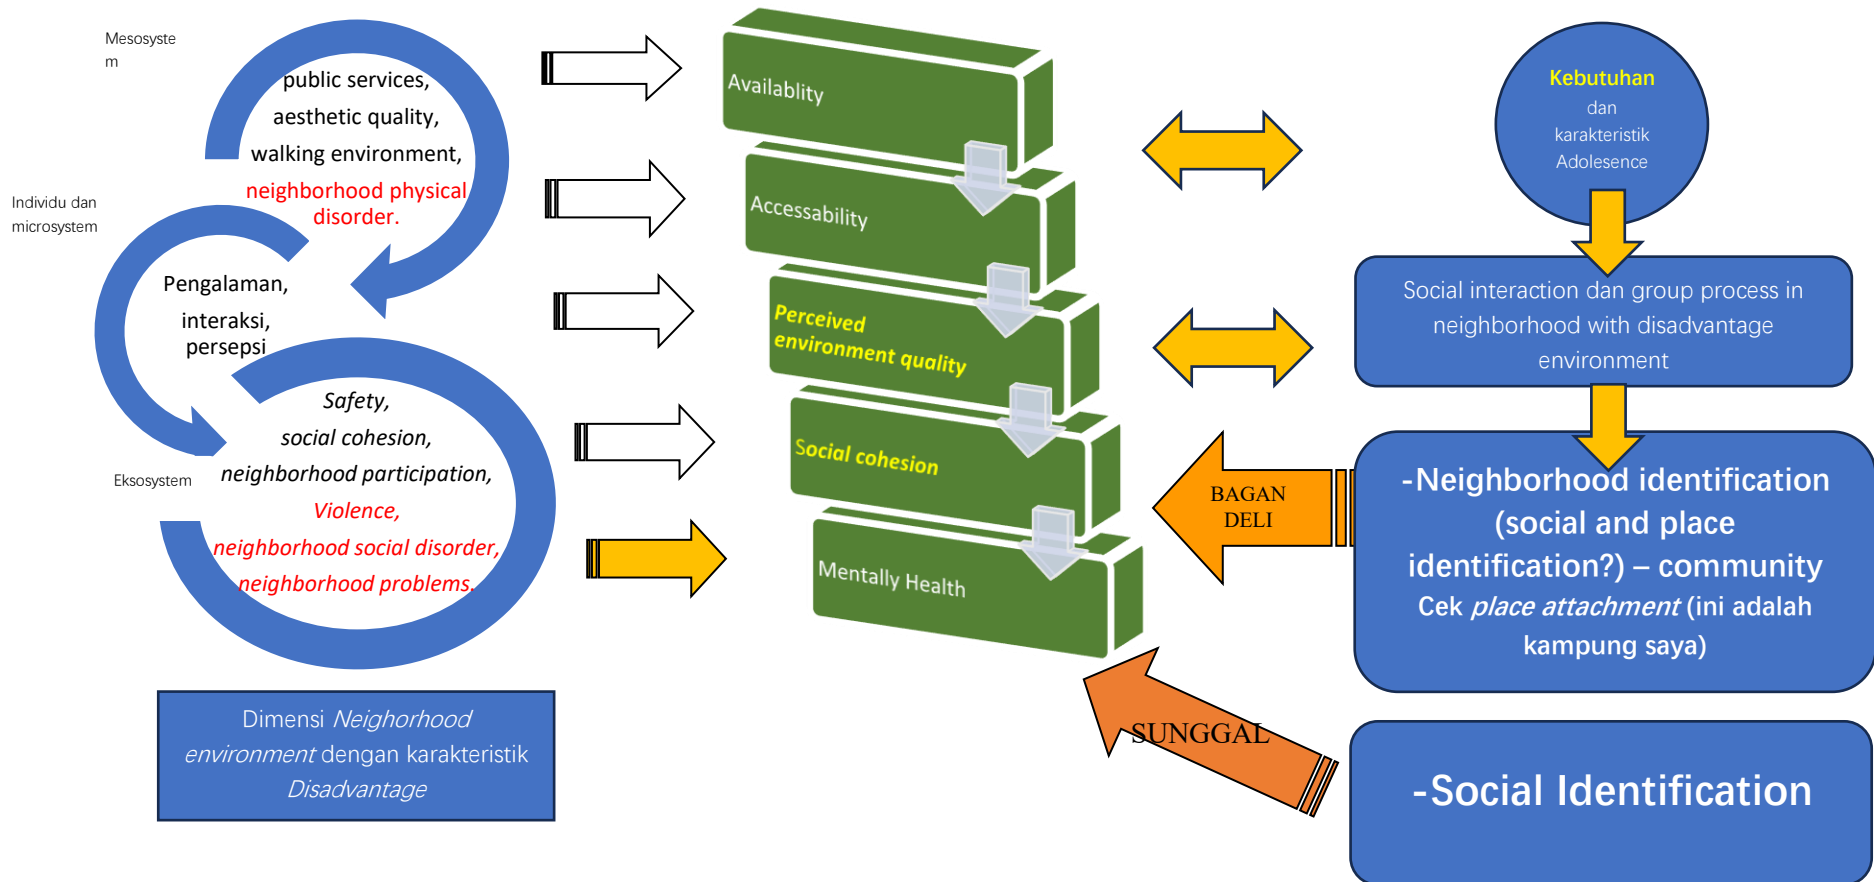 Mesosyste
m
public services,
aesthetic quality,
walking environment,
neighborhood physical
disorder.
Individu dan
microsystem
Pengalaman,
interaksi,
persepsi
Eksosystem
Safety,
social cohesion,
neighborhood participation,
Violence,
neighborhood social disorder,
neighborhood problems.
Dimensi Neighorhood
environment dengan karakteristik
Disadvantage
Availablity
Accessability
Perceived
environment quality
Social cohesion
Mentally Health
Kebutuhan
dan
karakteristik
Adolesence
Social interaction dan group process in
neighborhood with disadvantage
environment
BAGAN
DELI
-Neighborhood identification
(social and place
identification?) – community
Cek place attachment (ini adalah
kampung saya)
SUNGGAL
-Social Identification